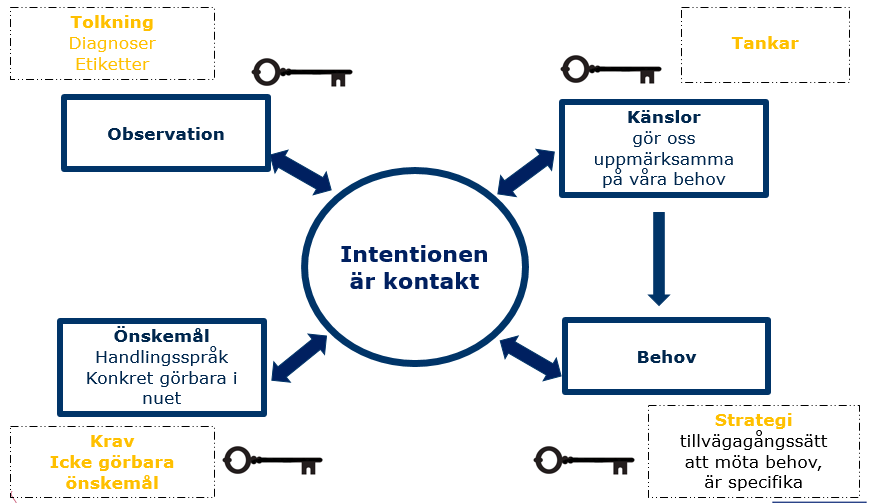 Tolkning
Diagnoser
Etiketter
Tankar
Observation
Känslor
gör oss
uppmärksamma
på våra behov
Intentionen
är kontakt
Önskemål
Handlingsspråk
Konkret görbara i
nuet
Behov
Krav
Icke görbara
önskemål
Strategi
tillvägagångssätt
att möta behov,
är specifika